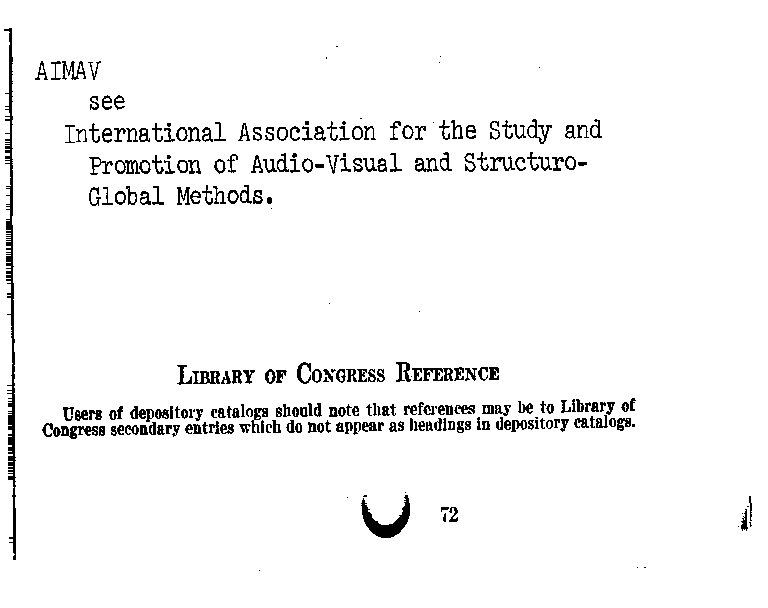 AIMAV
see
International Association for the Study and
Promotion of Audio-Visual and Structuro-
Global Methods.
LIBRARY OF CONGRESS REFERENCE
Users of depository catalogs should note that references may be to Library of
Congress secondary entries which do not appear as headings in depository catalogs.
72